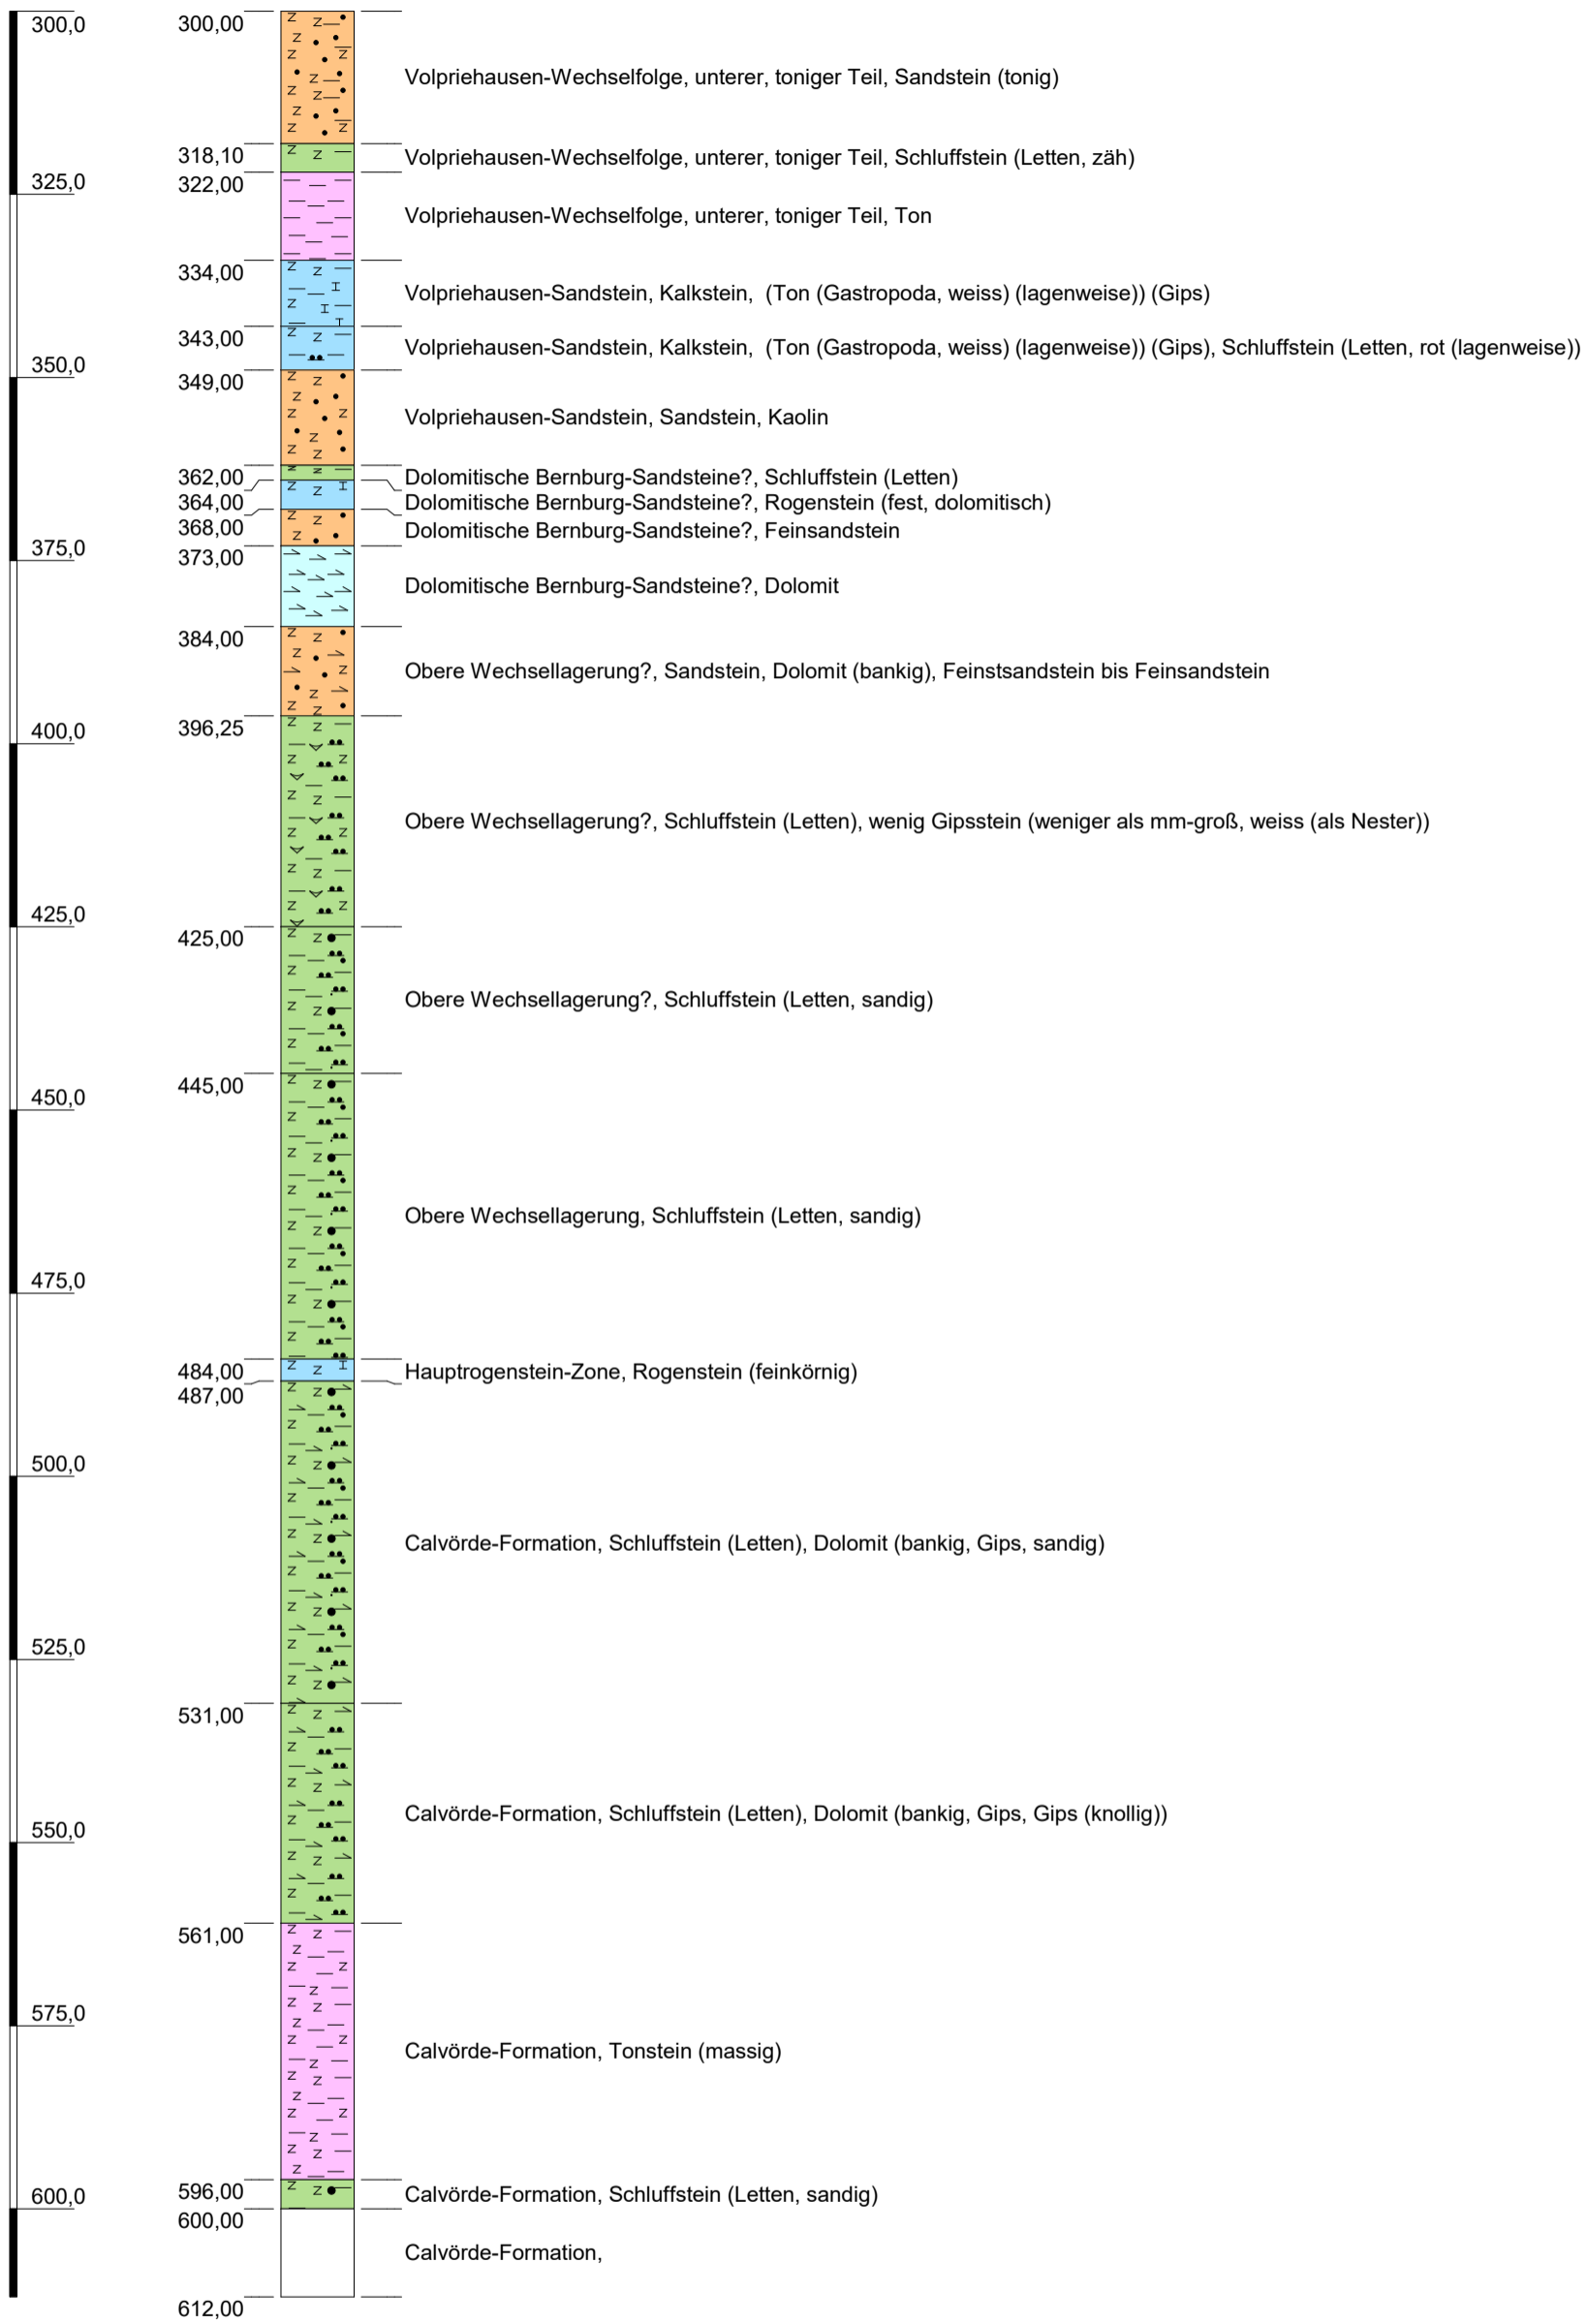 300,0
300,00
Volpriehausen-Wechselfolge, unterer, toniger Teil, Sandstein (tonig)
318,10
Volpriehausen-Wechselfolge, unterer, toniger Teil, Schluffstein (Letten, zäh)
325,0
322,00
Volpriehausen-Wechselfolge, unterer, toniger Teil, Ton
334,00
Volpriehausen-Sandstein, Kalkstein,  (Ton (Gastropoda, weiss) (lagenweise)) (Gips)
343,00
Volpriehausen-Sandstein, Kalkstein,  (Ton (Gastropoda, weiss) (lagenweise)) (Gips), Schluffstein (Letten, rot (lagenweise))
350,0
349,00
Volpriehausen-Sandstein, Sandstein, Kaolin
362,00
Dolomitische Bernburg-Sandsteine?, Schluffstein (Letten)
364,00
Dolomitische Bernburg-Sandsteine?, Rogenstein (fest, dolomitisch)
368,00
Dolomitische Bernburg-Sandsteine?, Feinsandstein
375,0
373,00
Dolomitische Bernburg-Sandsteine?, Dolomit
384,00
Obere Wechsellagerung?, Sandstein, Dolomit (bankig), Feinstsandstein bis Feinsandstein
400,0
396,25
Obere Wechsellagerung?, Schluffstein (Letten), wenig Gipsstein (weniger als mm-groß, weiss (als Nester))
425,0
425,00
Obere Wechsellagerung?, Schluffstein (Letten, sandig)
445,00
450,0
Obere Wechsellagerung, Schluffstein (Letten, sandig)
475,0
484,00
Hauptrogenstein-Zone, Rogenstein (feinkörnig)
487,00
500,0
Calvörde-Formation, Schluffstein (Letten), Dolomit (bankig, Gips, sandig)
525,0
531,00
Calvörde-Formation, Schluffstein (Letten), Dolomit (bankig, Gips, Gips (knollig))
550,0
561,00
575,0
Calvörde-Formation, Tonstein (massig)
596,00
Calvörde-Formation, Schluffstein (Letten, sandig)
600,0
600,00
Calvörde-Formation,
612,00